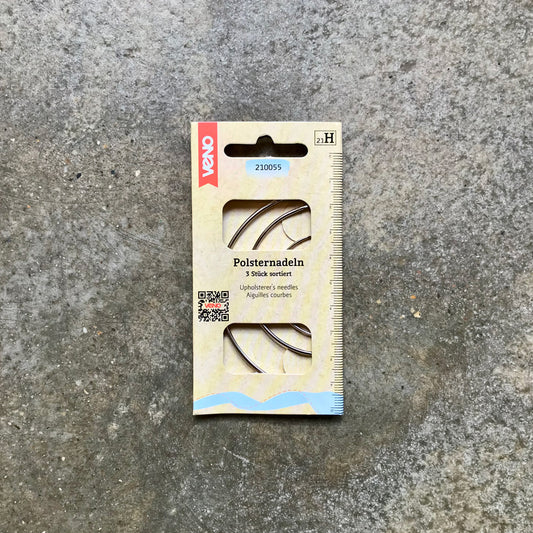 VENO
21H
210055
Polsternadeln
3 Stück sortiert
Upholsterer's needles
Aiguilles courbes
VENO